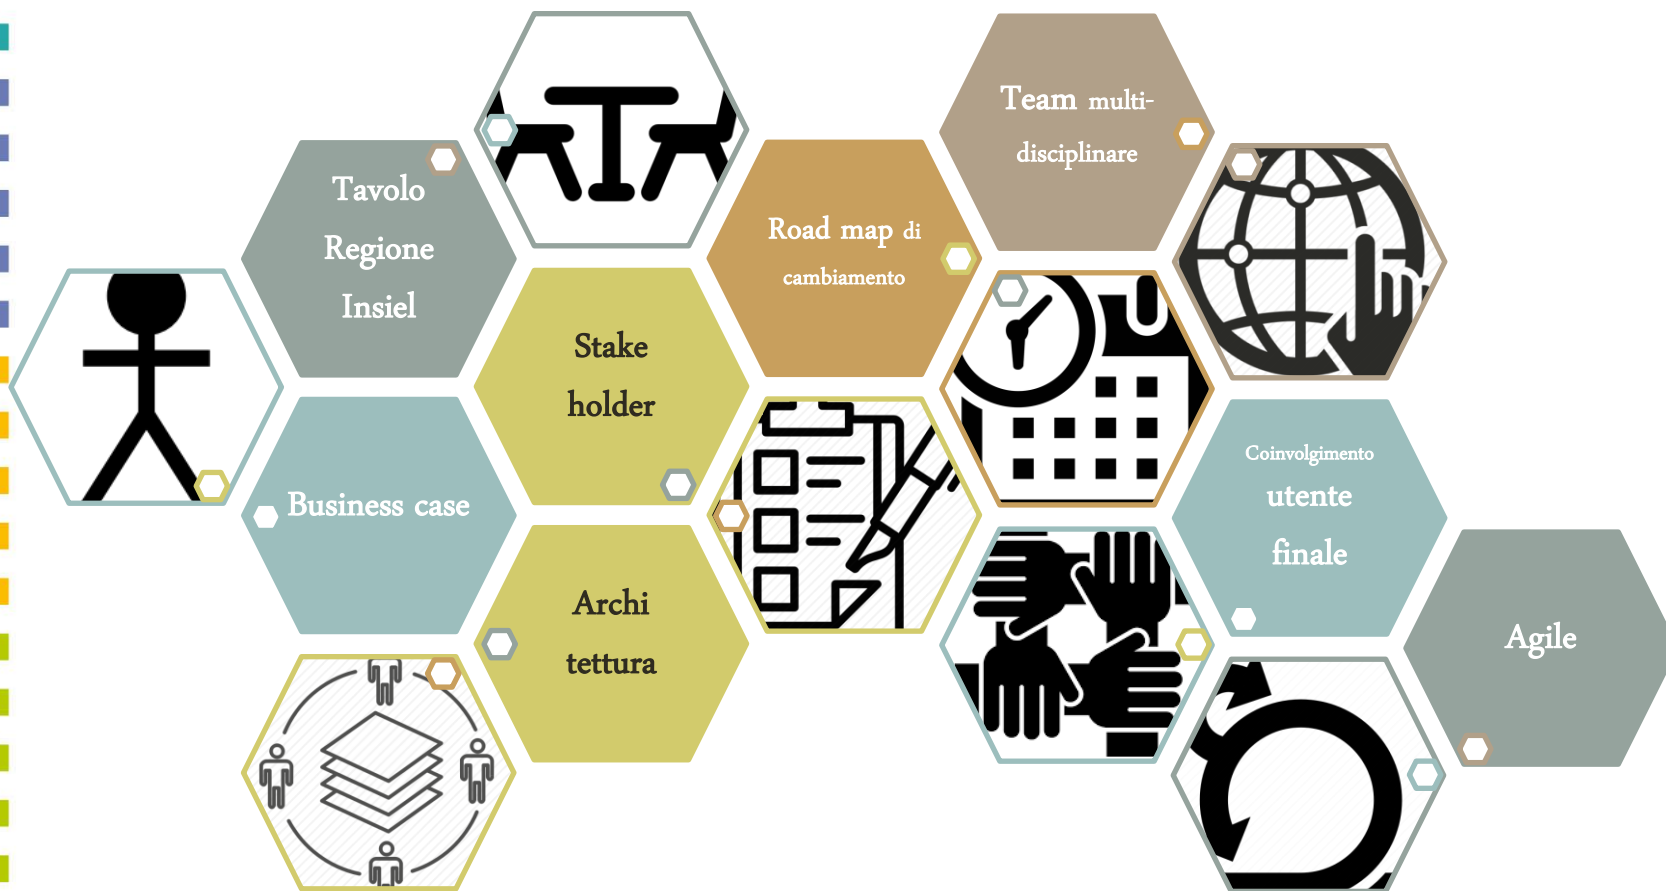 Tavolo
Regione
Insiel
Business case
Stake
holder
Archi
tettura
Road map di
cambiamento
Team multi-
disciplinare
Coinvolgimento
utente
finale
Agile